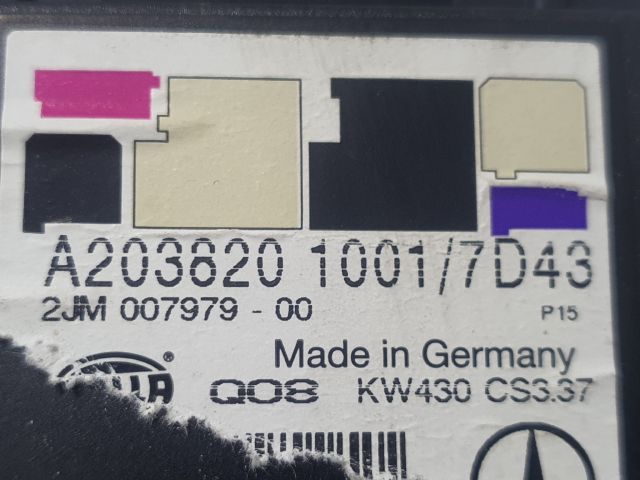 A203820 1001/7D43
2JM 007979 - 00 P15
Made in Germany
Q08 KW430 CS3.37